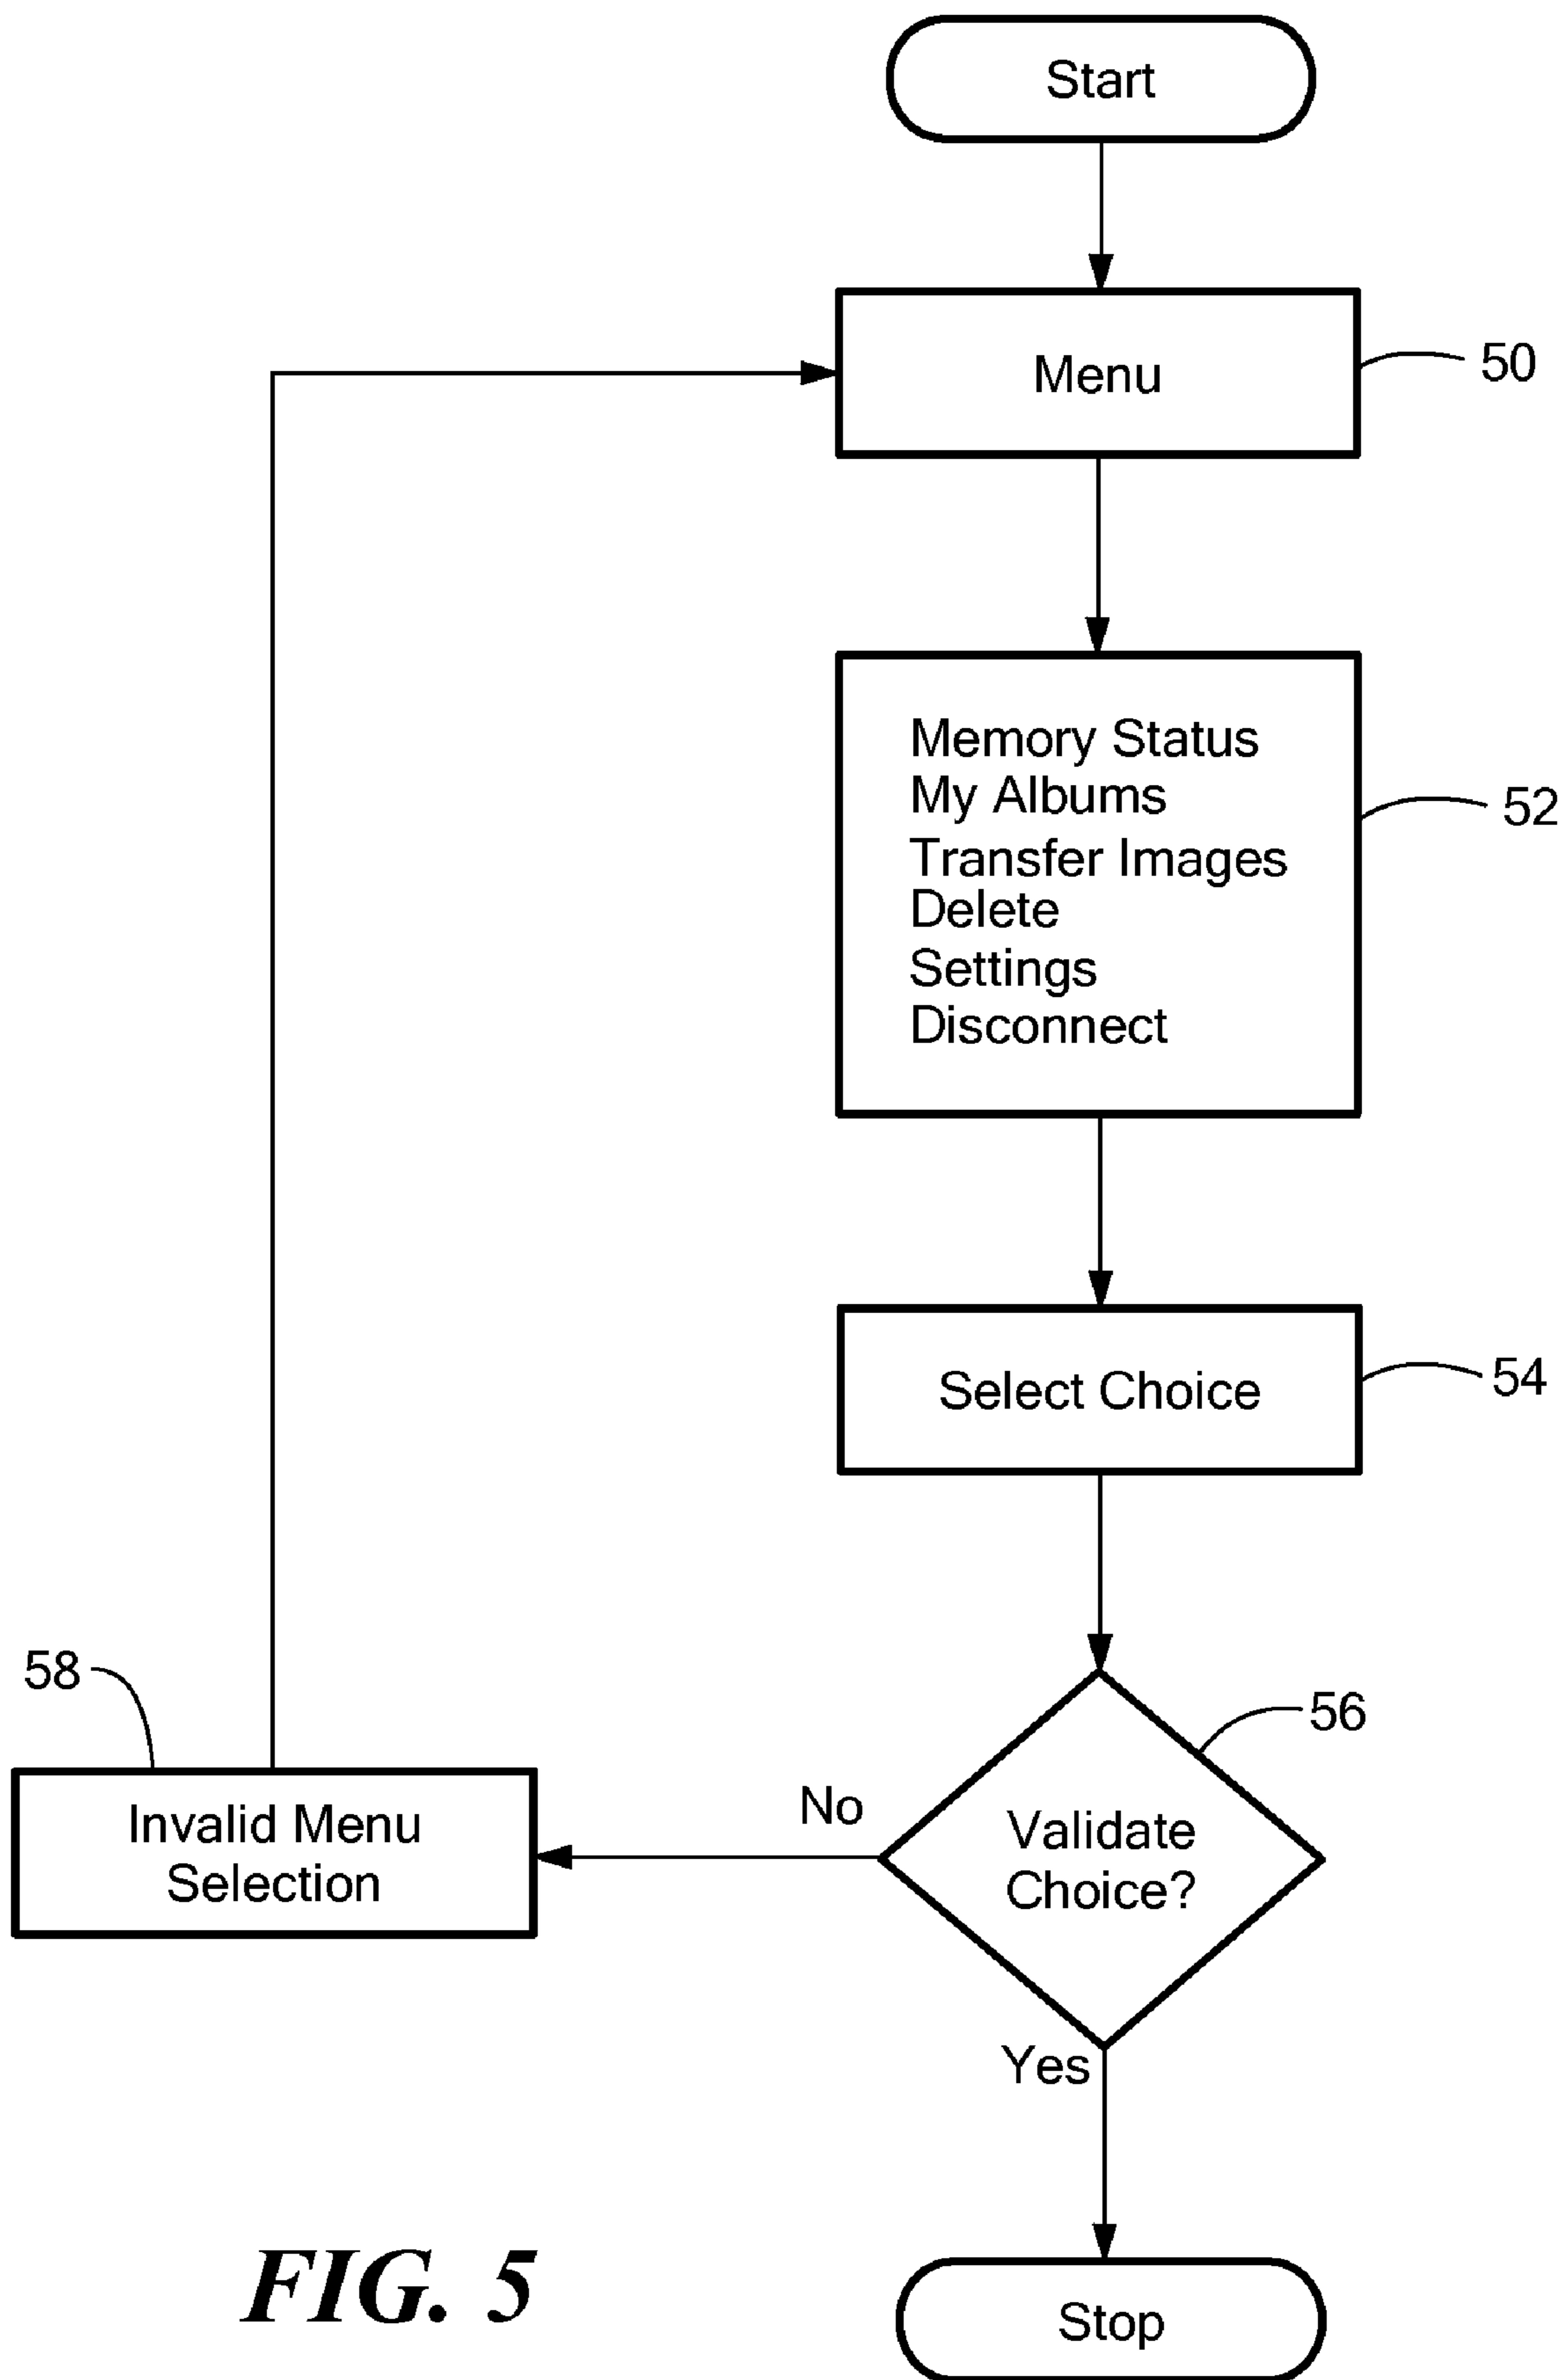 Start
Menu
50
Memory Status
My Albums
Transfer Images
Delete
Settings
Disconnect
52
Select Choice
54
58
56
Invalid Menu
Selection
No
Validate
Choice?
Yes
FIG. 5
Stop